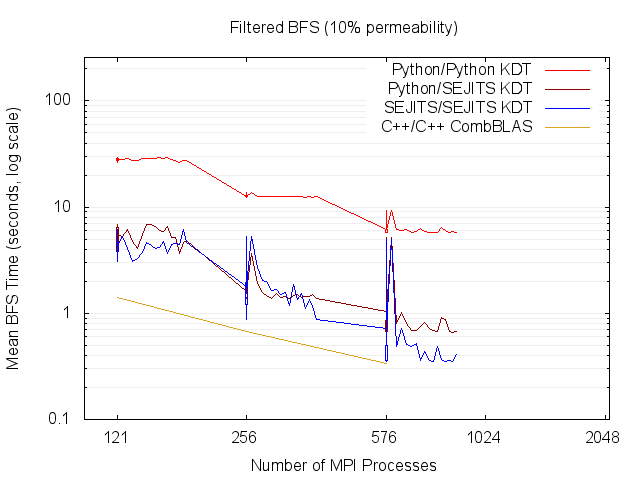 Filtered BFS (10% permeability)
Python/Python KDT
Python/SEJITS KDT
SEJITS/SEJITS KDT
C++/C++ CombBLAS
Mean BFS Time (seconds, log scale)
100
10
1
0.1
121
256
576
1024
2048
Number of MPI Processes